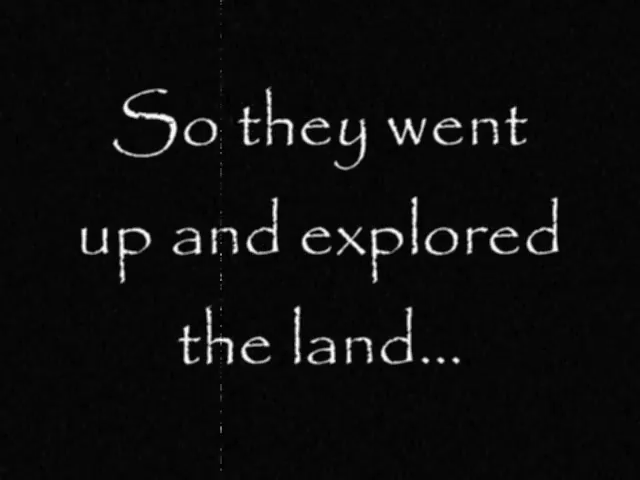 So they went
up and explored
the land...